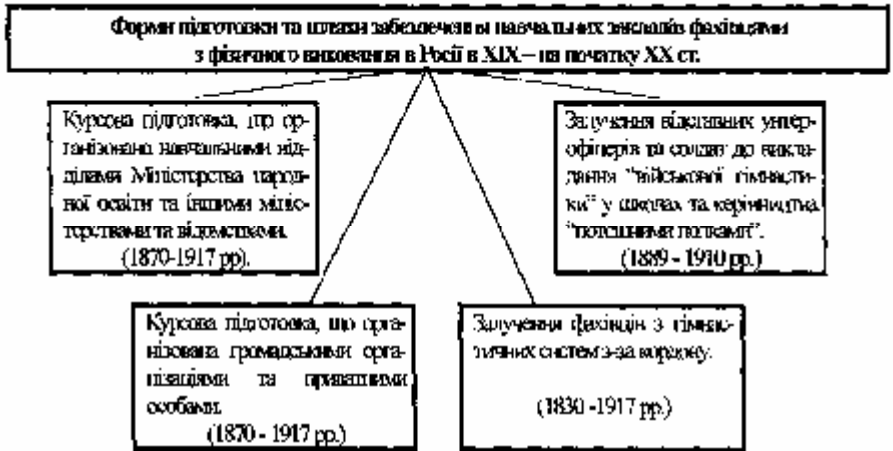 Форми підготовки та шляхи забезпечення навчальних закладів фахівцями
з фізичного виховання в Росії в XIX – на початку XX ст.
Курсова підготовка, що ор-
ганізована навчальними від-
ділами Міністерства народ-
ної освіти та іншими мініс-
терствами та відомствами.
(1870-1917 рр).
Залучення відставних унтер-
офіцерів та солдат до викла-
дання "військової гімнасти-
ки" у школах та керівництва
"потешними полками".
(1889 - 1910 рр.)
Курсова підготовка, що орга-
нізована громадськими орга-
нізаціями та приватними
особами.
(1870 - 1917 рр.)
Залучення фахівців з гімнас-
тичних систем з-за кордону.
(1830 -1917 рр.)